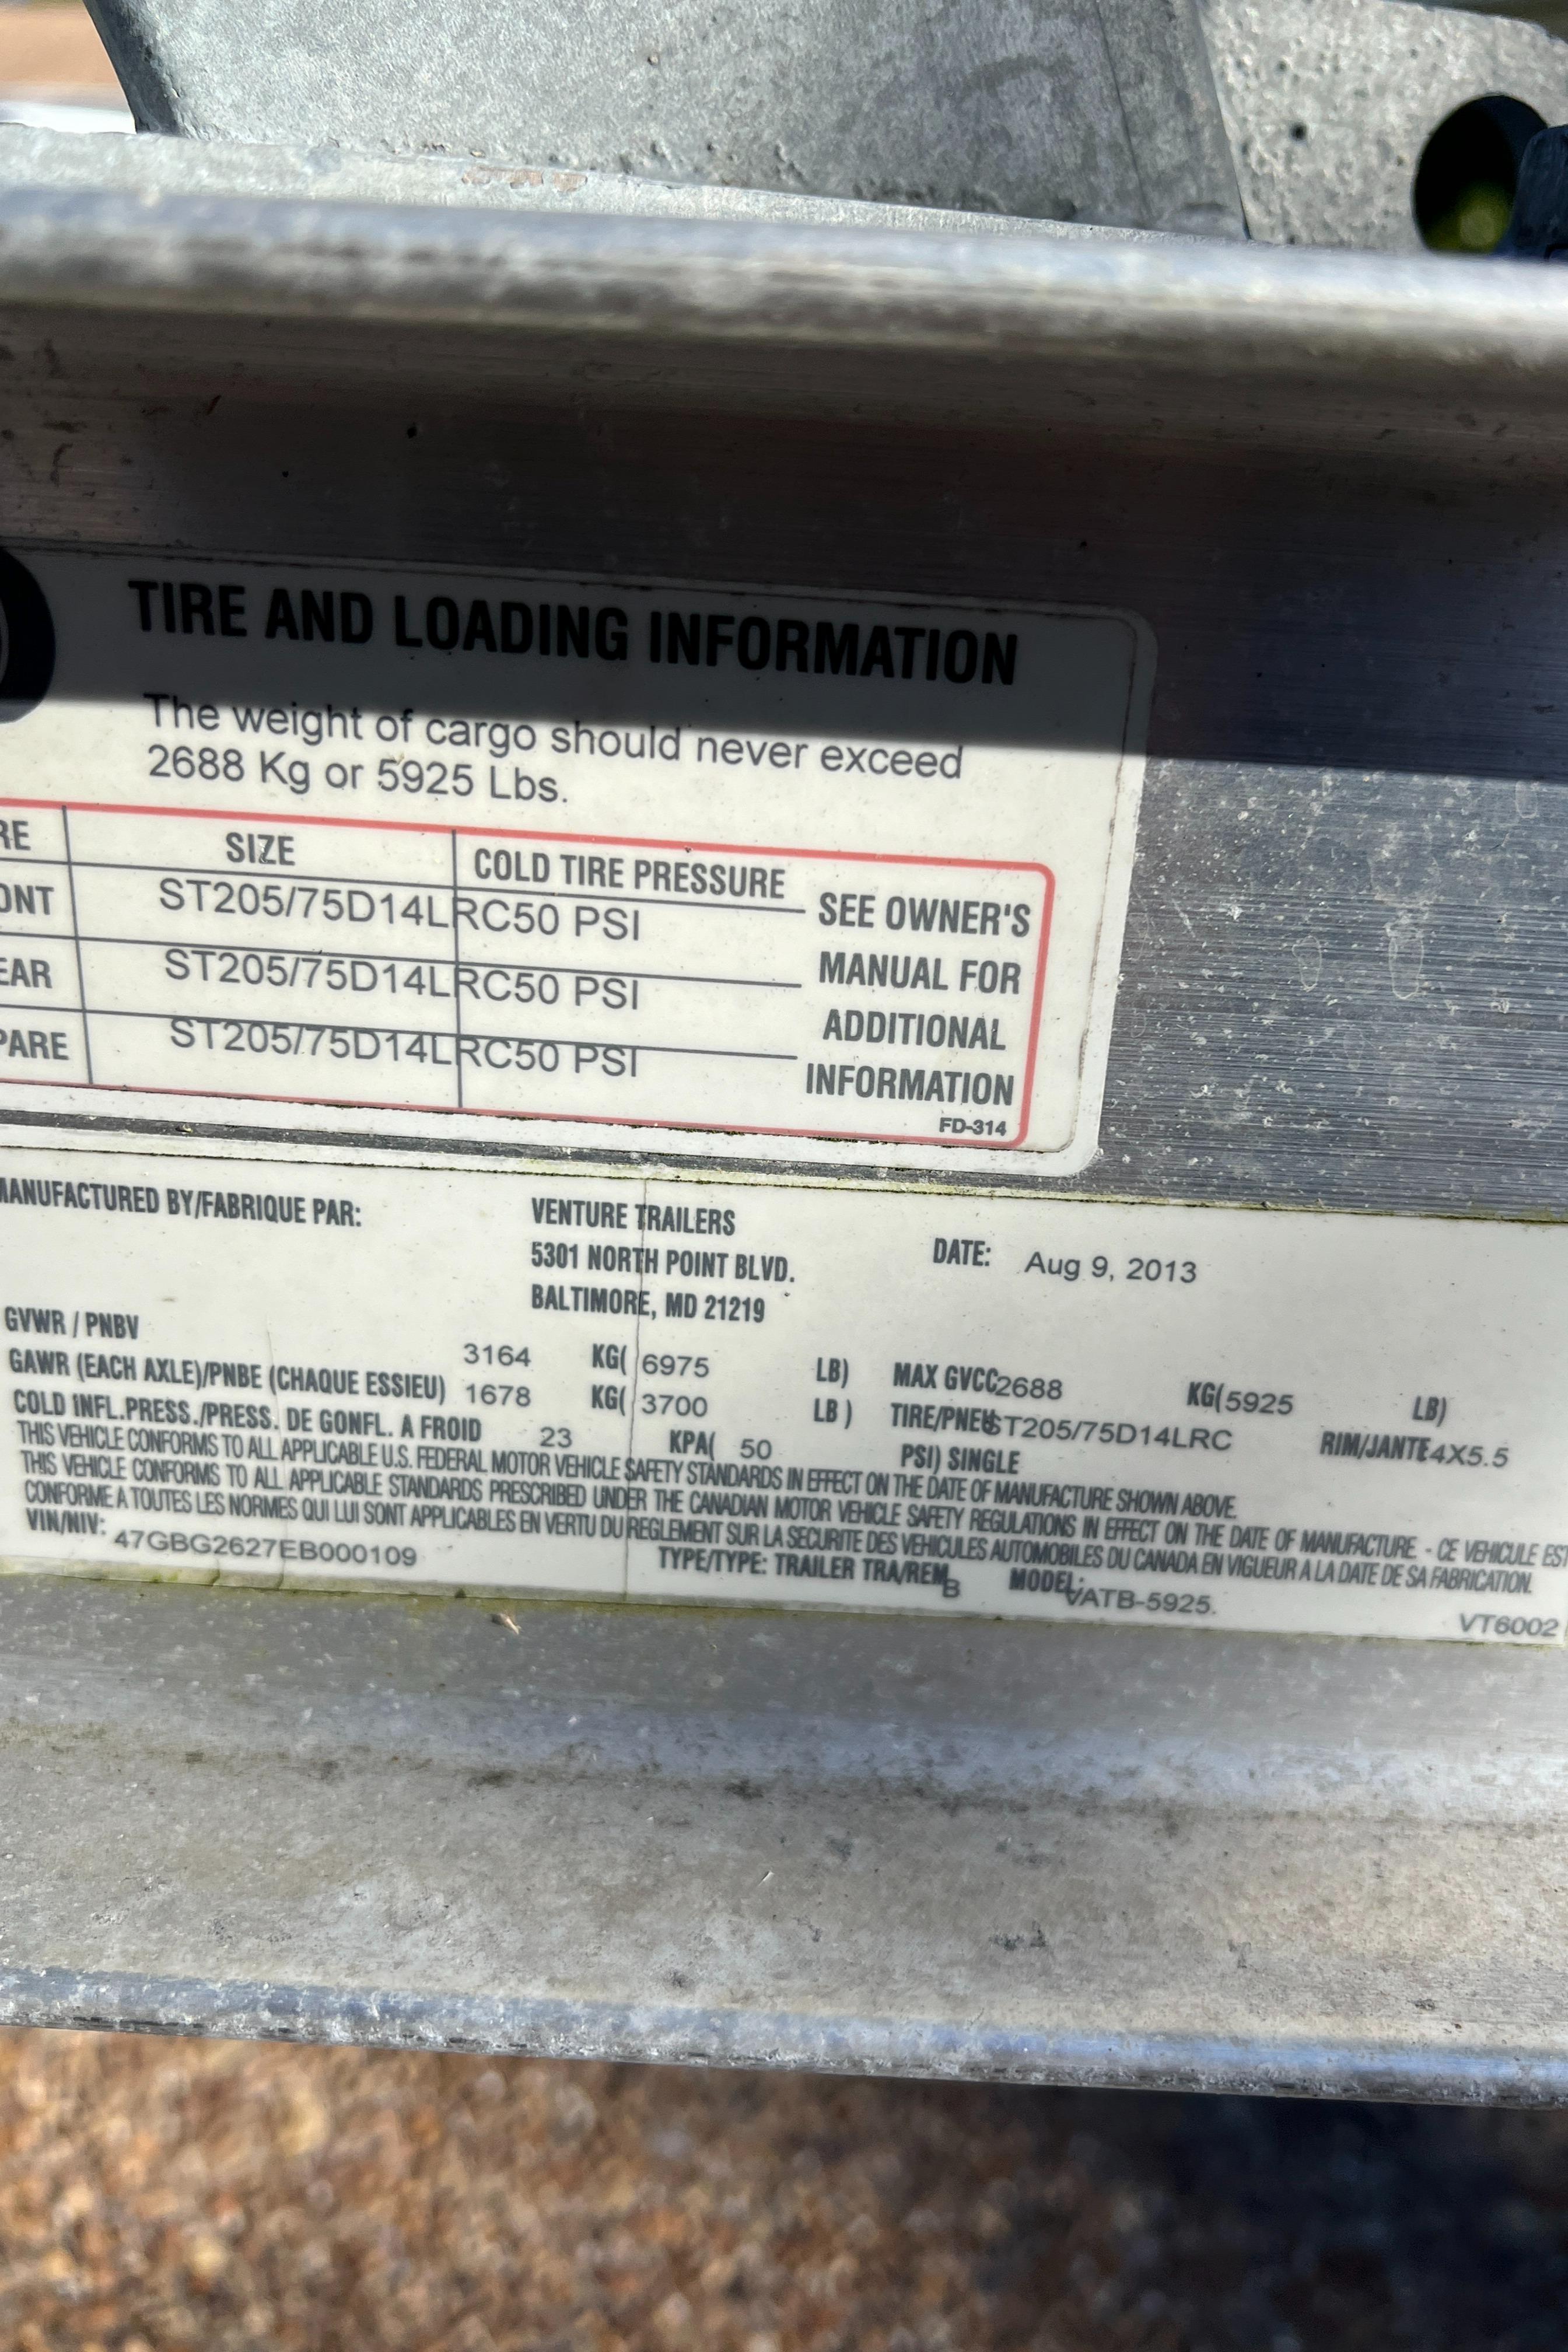 TIRE AND LOADING INFORMATION
The weight of cargo should never exceed
2688 Kg or 5925 Lbs.
RE SIZE COLD TIRE PRESSURE
ONT ST205/75D14LRC50 PSI
EAR ST205/75D14LRC50 PSI
PARE ST205/75D14LRC50 PSI
SEE OWNER'S
MANUAL FOR
ADDITIONAL
INFORMATION
FD-314
MANUFACTURED BY/FABRIQUE PAR: VENTURE TRAILERS
5301 NORTH POINT BLVD.
BALTIMORE, MD 21219
DATE: Aug 9, 2013
GVWR / PNBV 3164 KG( 6975 LB) MAX GVCC 2688 KG( 5925 LB)
GAWR (EACH AXLE)/PNBE (CHAQUE ESSIEU) 1678 KG( 3700 LB ) TIRE/PNEU ST205/75D14LRC RIM/JANTE 14X5.5
COLD INFL.PRESS./PRESS. DE GONFL. A FROID 23 KPA( 50 PSI) SINGLE
THIS VEHICLE CONFORMS TO ALL APPLICABLE U.S. FEDERAL MOTOR VEHICLE SAFETY STANDARDS IN EFFECT ON THE DATE OF MANUFACTURE SHOWN ABOVE.
THIS VEHICLE CONFORMS TO ALL APPLICABLE STANDARDS PRESCRIBED UNDER THE CANADIAN MOTOR VEHICLE SAFETY REGULATIONS IN EFFECT ON THE DATE OF MANUFACTURE. - CE VEHICULE EST
CONFORME A TOUTES LES NORMES QUI LUI SONT APPLICABLES EN VERTU DU REGLEMENT SUR LA SECURITE DES VEHICULES AUTOMOBILES DU CANADA EN VIGUEUR A LA DATE DE SA FABRICATION.
VIN/NIV: 47GBG2627EB000109 TYPE/TYPE: TRAILER TRA/REM B MODEL: VATB-5925.
VT6002